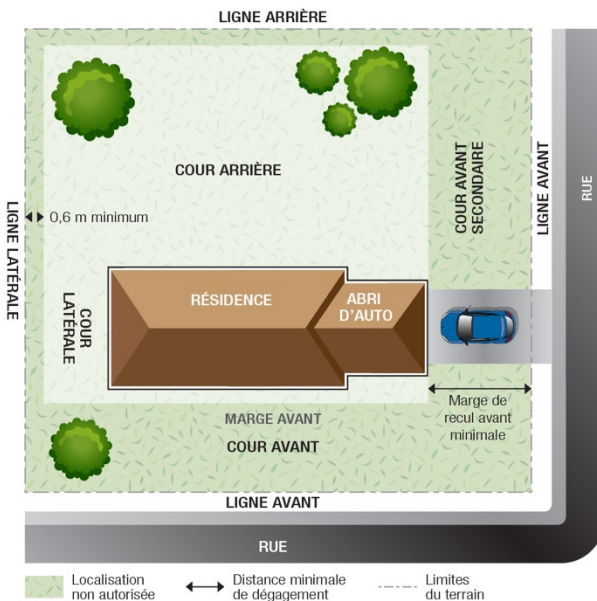 LIGNE ARRIÈRE
COUR ARRIÈRE
COUR AVANT
SECONDAIRE
LIGNE AVANT
RUE
LIGNE LATÉRALE
0,6 m minimum
COUR
LATÉRALE
RÉSIDENCE
ABRI
D'AUTO
Marge de
recul avant
minimale
MARGE AVANT
COUR AVANT
LIGNE AVANT
RUE
Localisation
non autorisée
Distance minimale
de dégagement
Limites
du terrain